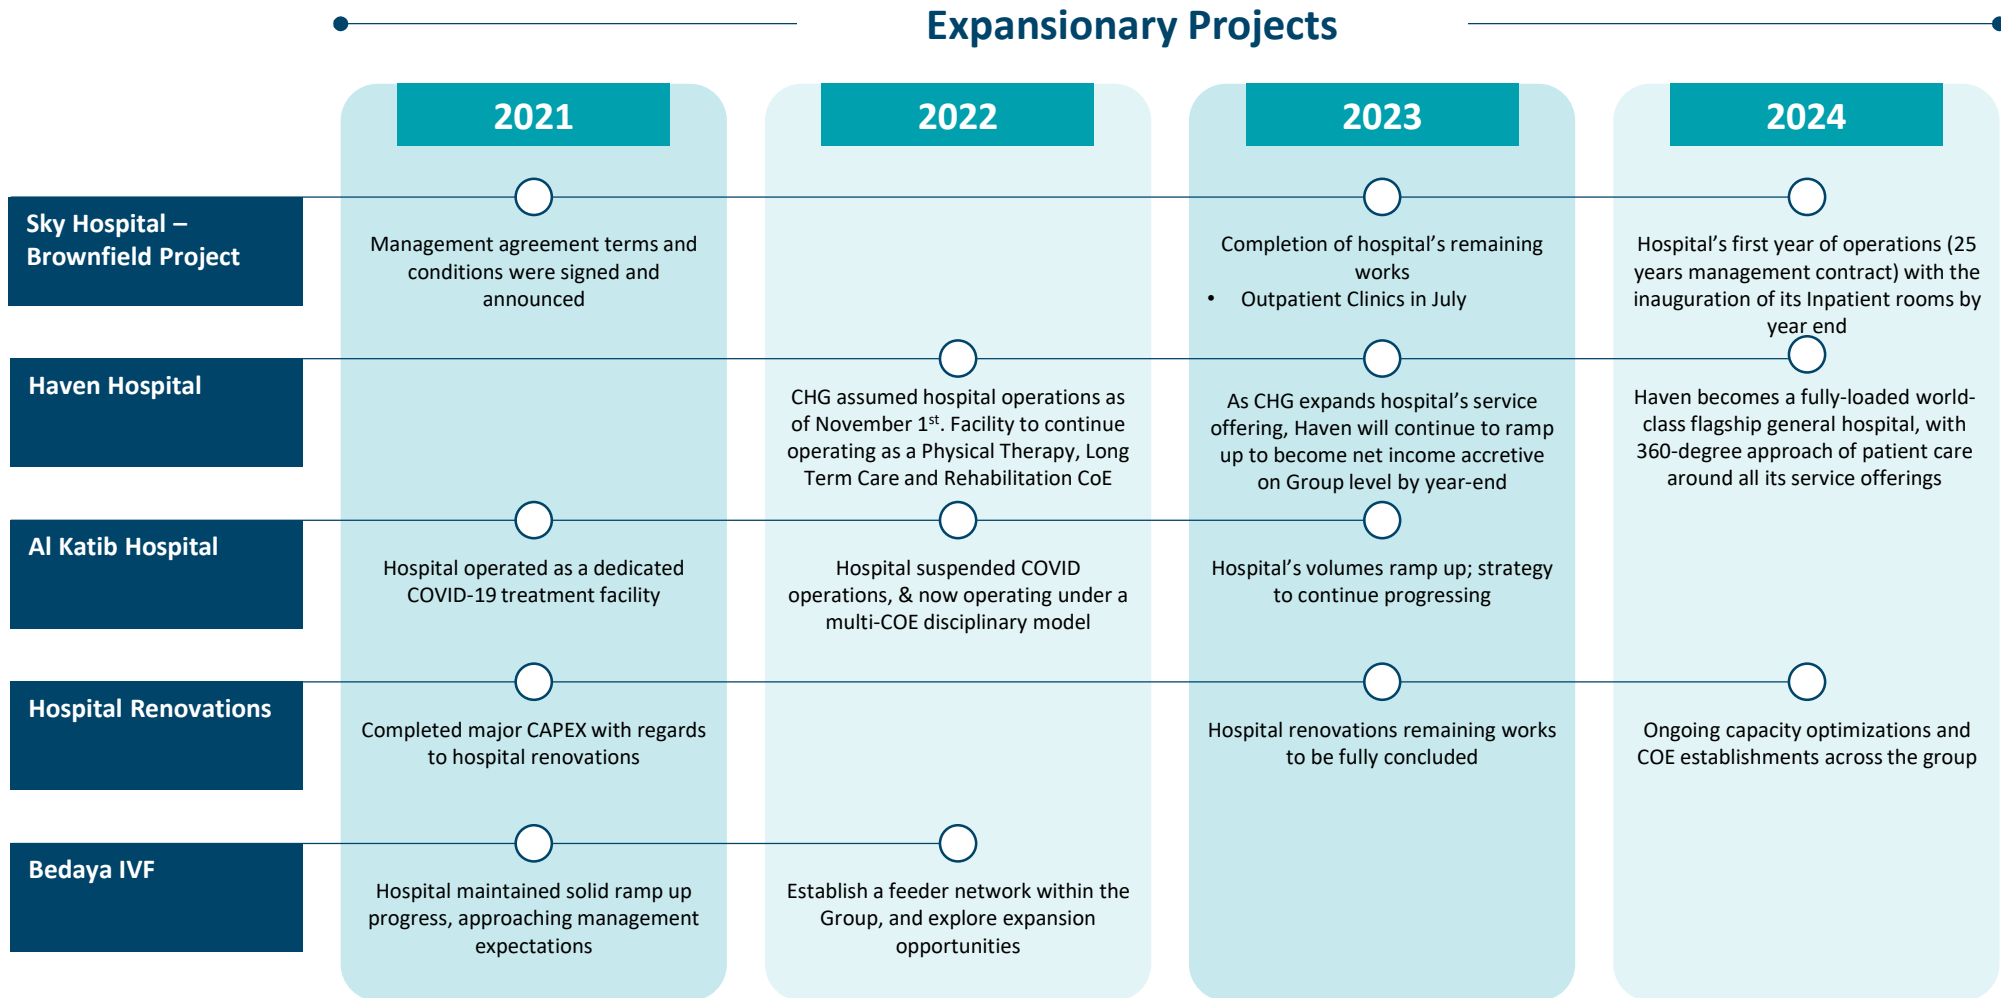 Expansionary Projects
2021
2022
2023
2024
Sky Hospital –
Brownfield Project
Management agreement terms and
conditions were signed and
announced
Completion of hospital's remaining
works
• Outpatient Clinics in July
Hospital's first year of operations (25
years management contract) with the
inauguration of its Inpatient rooms by
year end
Haven Hospital
CHG assumed hospital operations as
of November 1st. Facility to continue
operating as a Physical Therapy, Long
Term Care and Rehabilitation CoE
As CHG expands hospital's service
offering, Haven will continue to ramp
up to become net income accretive
on Group level by year-end
Haven becomes a fully-loaded world-
class flagship general hospital, with
360-degree approach of patient care
around all its service offerings
Al Katib Hospital
Hospital operated as a dedicated
COVID-19 treatment facility
Hospital suspended COVID
operations, & now operating under a
multi-COE disciplinary model
Hospital's volumes ramp up; strategy
to continue progressing
Hospital Renovations
Completed major CAPEX with regards
to hospital renovations
Hospital renovations remaining works
to be fully concluded
Ongoing capacity optimizations and
COE establishments across the group
Bedaya IVF
Hospital maintained solid ramp up
progress, approaching management
expectations
Establish a feeder network within the
Group, and explore expansion
opportunities